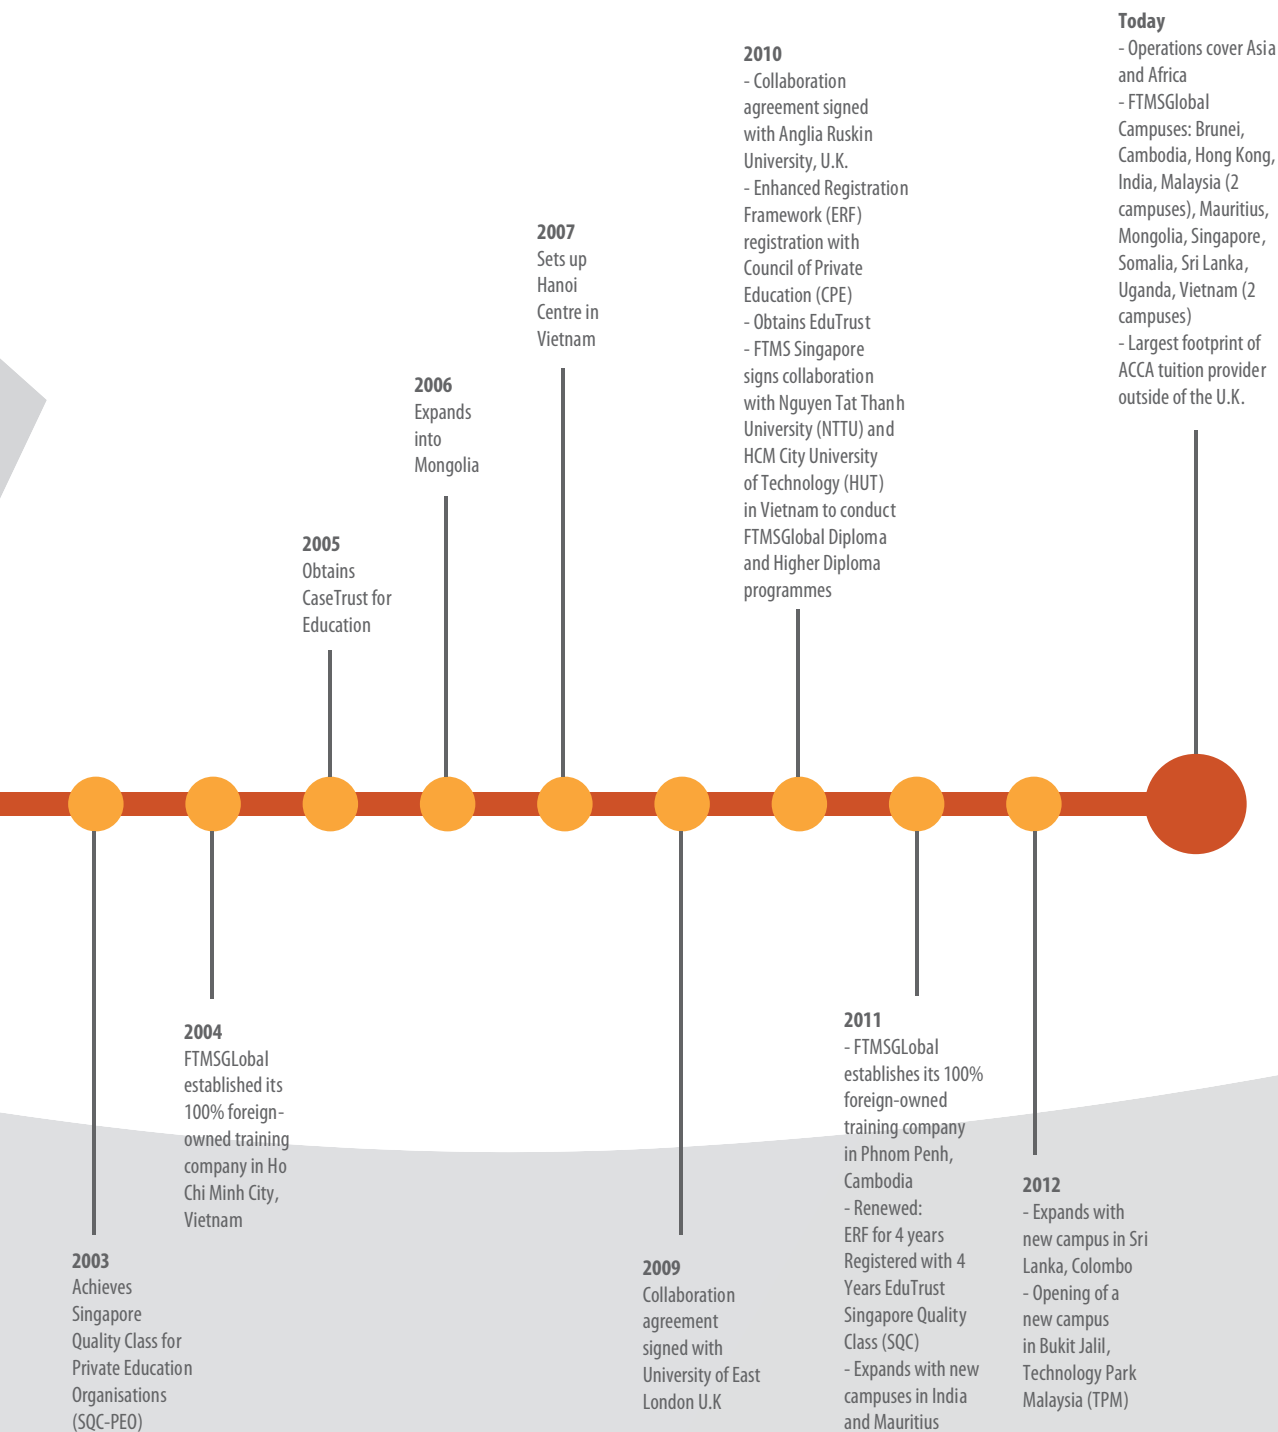 2003
Achieves
Singapore
Quality Class for
Private Education
Organisations
(SQC-PEO)
2004
FTMSGLobal
established its
100% foreign-
owned training
company in Ho
Chi Minh City,
Vietnam
2005
Obtains
CaseTrust for
Education
2006
Expands
into
Mongolia
2007
Sets up
Hanoi
Centre in
Vietnam
2009
Collaboration
agreement
signed with
University of East
London U.K
2010
- Collaboration
agreement signed
with Anglia Ruskin
University, U.K.
- Enhanced Registration
Framework (ERF)
registration with
Council of Private
Education (CPE)
- Obtains EduTrust
- FTMS Singapore
signs collaboration
with Nguyen Tat Thanh
University (NTTU) and
HCM City University
of Technology (HUT)
in Vietnam to conduct
FTMSGlobal Diploma
and Higher Diploma
programmes
2011
- FTMSGLobal
establishes its 100%
foreign-owned
training company
in Phnom Penh,
Cambodia
- Renewed:
ERF for 4 years
Registered with 4
Years EduTrust
Singapore Quality
Class (SQC)
- Expands with new
campuses in India
and Mauritius
2012
- Expands with
new campus in Sri
Lanka, Colombo
- Opening of a
new campus
in Bukit Jalil,
Technology Park
Malaysia (TPM)
Today
- Operations cover Asia
and Africa
- FTMSGlobal
Campuses: Brunei,
Cambodia, Hong Kong,
India, Malaysia (2
campuses), Mauritius,
Mongolia, Singapore,
Somalia, Sri Lanka,
Uganda, Vietnam (2
campuses)
- Largest footprint of
ACCA tuition provider
outside of the U.K.